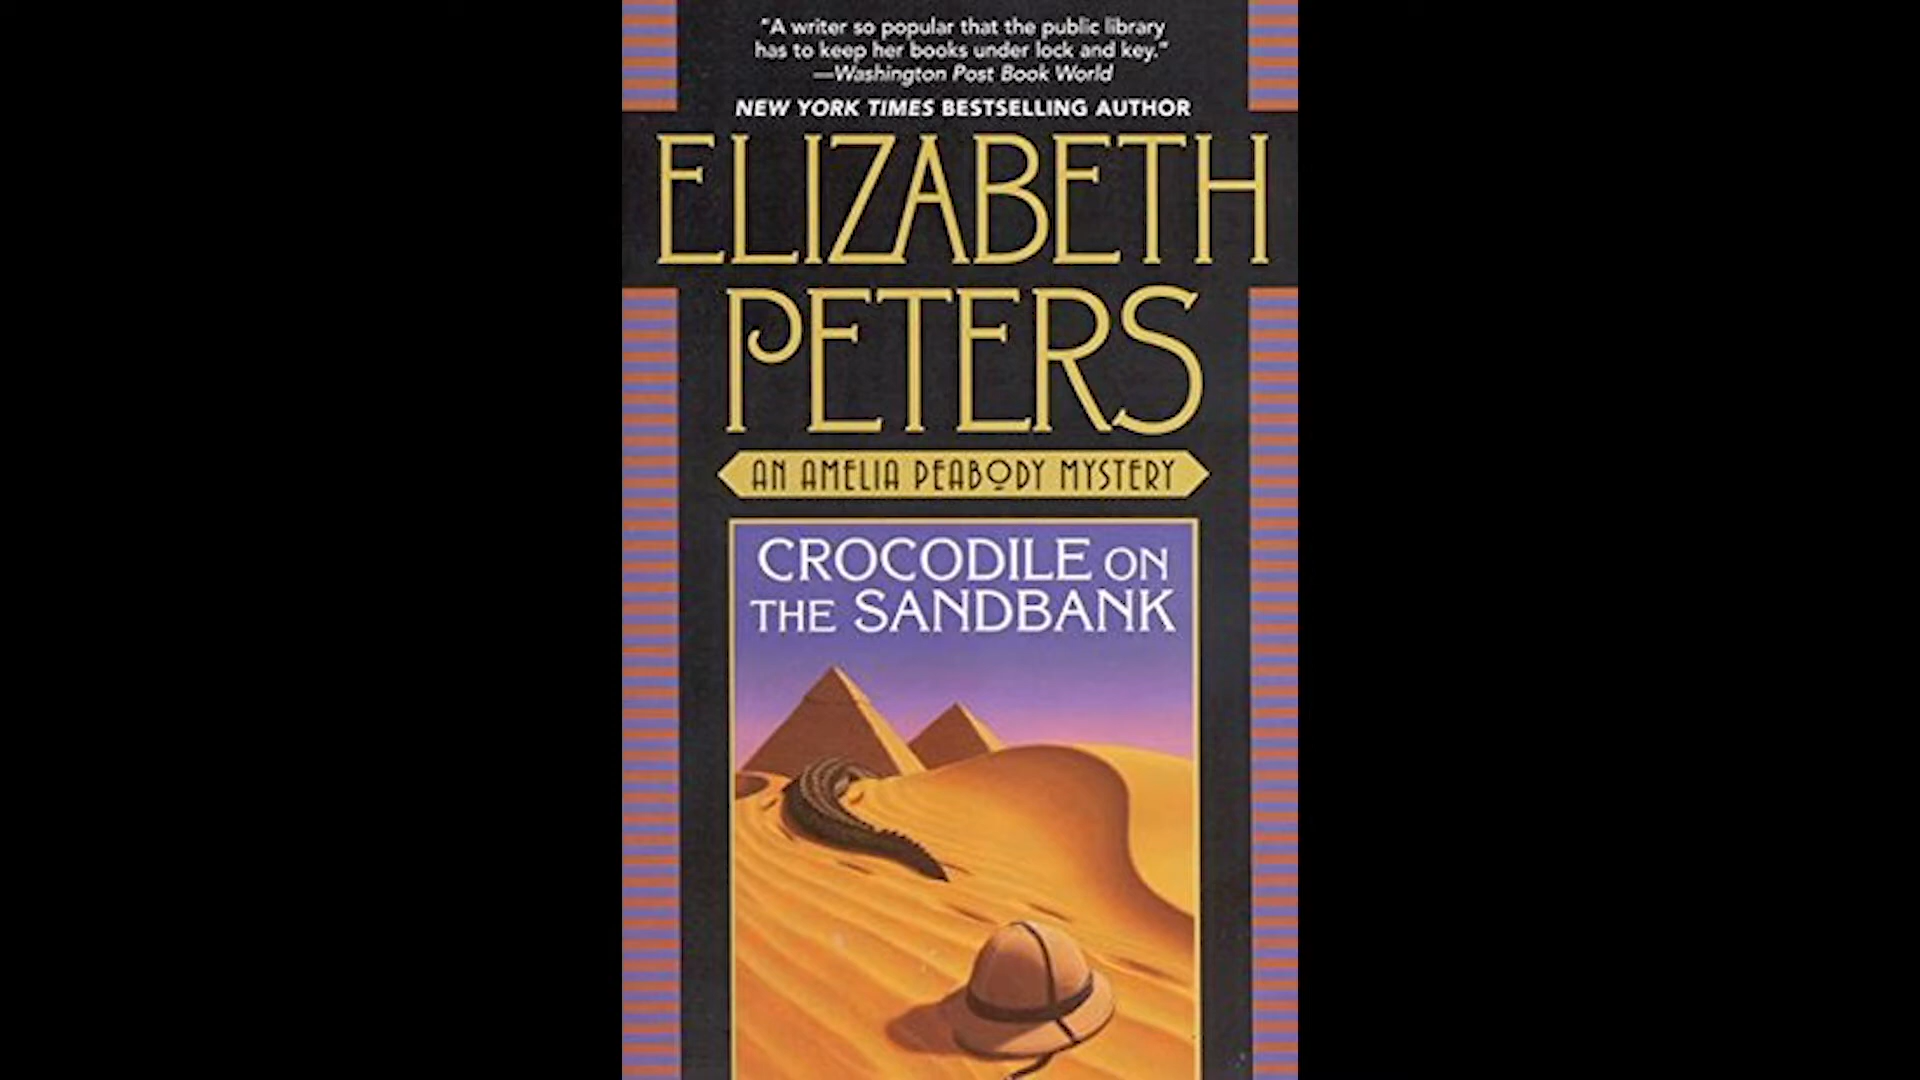 "A writer so popular that the public library
has to keep her books under lock and key."
—Washington Post Book World
NEW YORK TIMES BESTSELLING AUTHOR
ELIZABETH
PETERS
AN AMELIA PEABODY MYSTERY
CROCODILE ON
THE SANDBANK